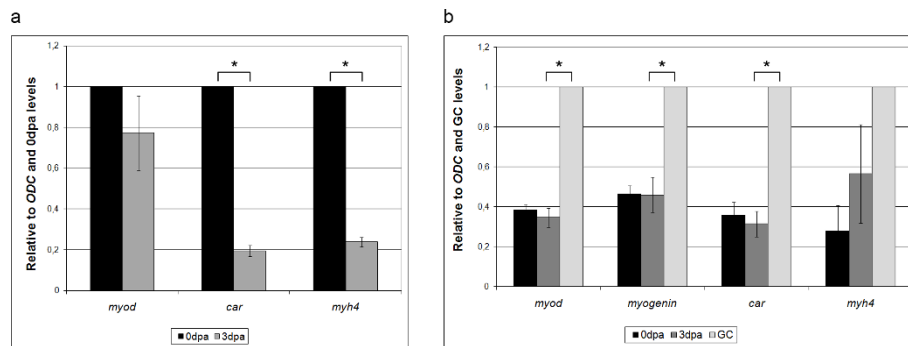 a
Relative to ODC and 0dpa levels
1,2
1
0,8
0,6
0,4
0,2
0
*
*
myod car myh4
0dpa 3dpa
b
Relative to ODC and GC levels
1,2
1
0,8
0,6
0,4
0,2
0
*
*
*
myod myogenin car myh4
0dpa 3dpa GC